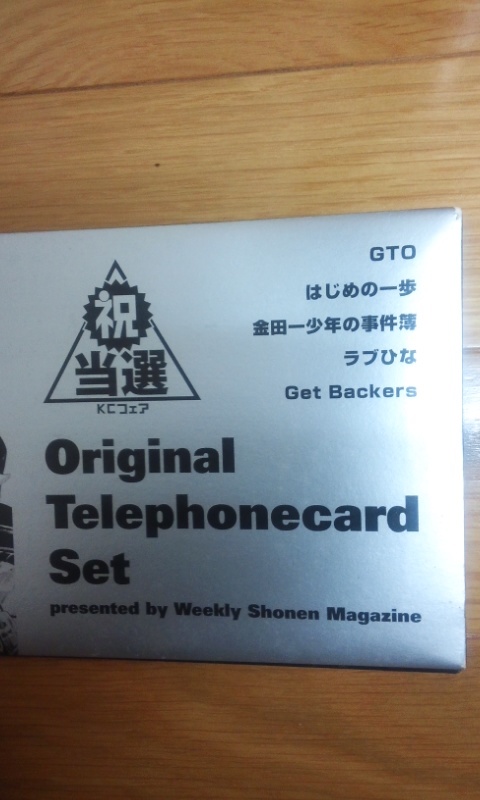 祝
当選
KCフェア
GTO
はじめの一歩
金田一少年の事件簿
ラブひな
Get Backers
Original
Telephonecard
Set
presented by Weekly Shonen Magazine